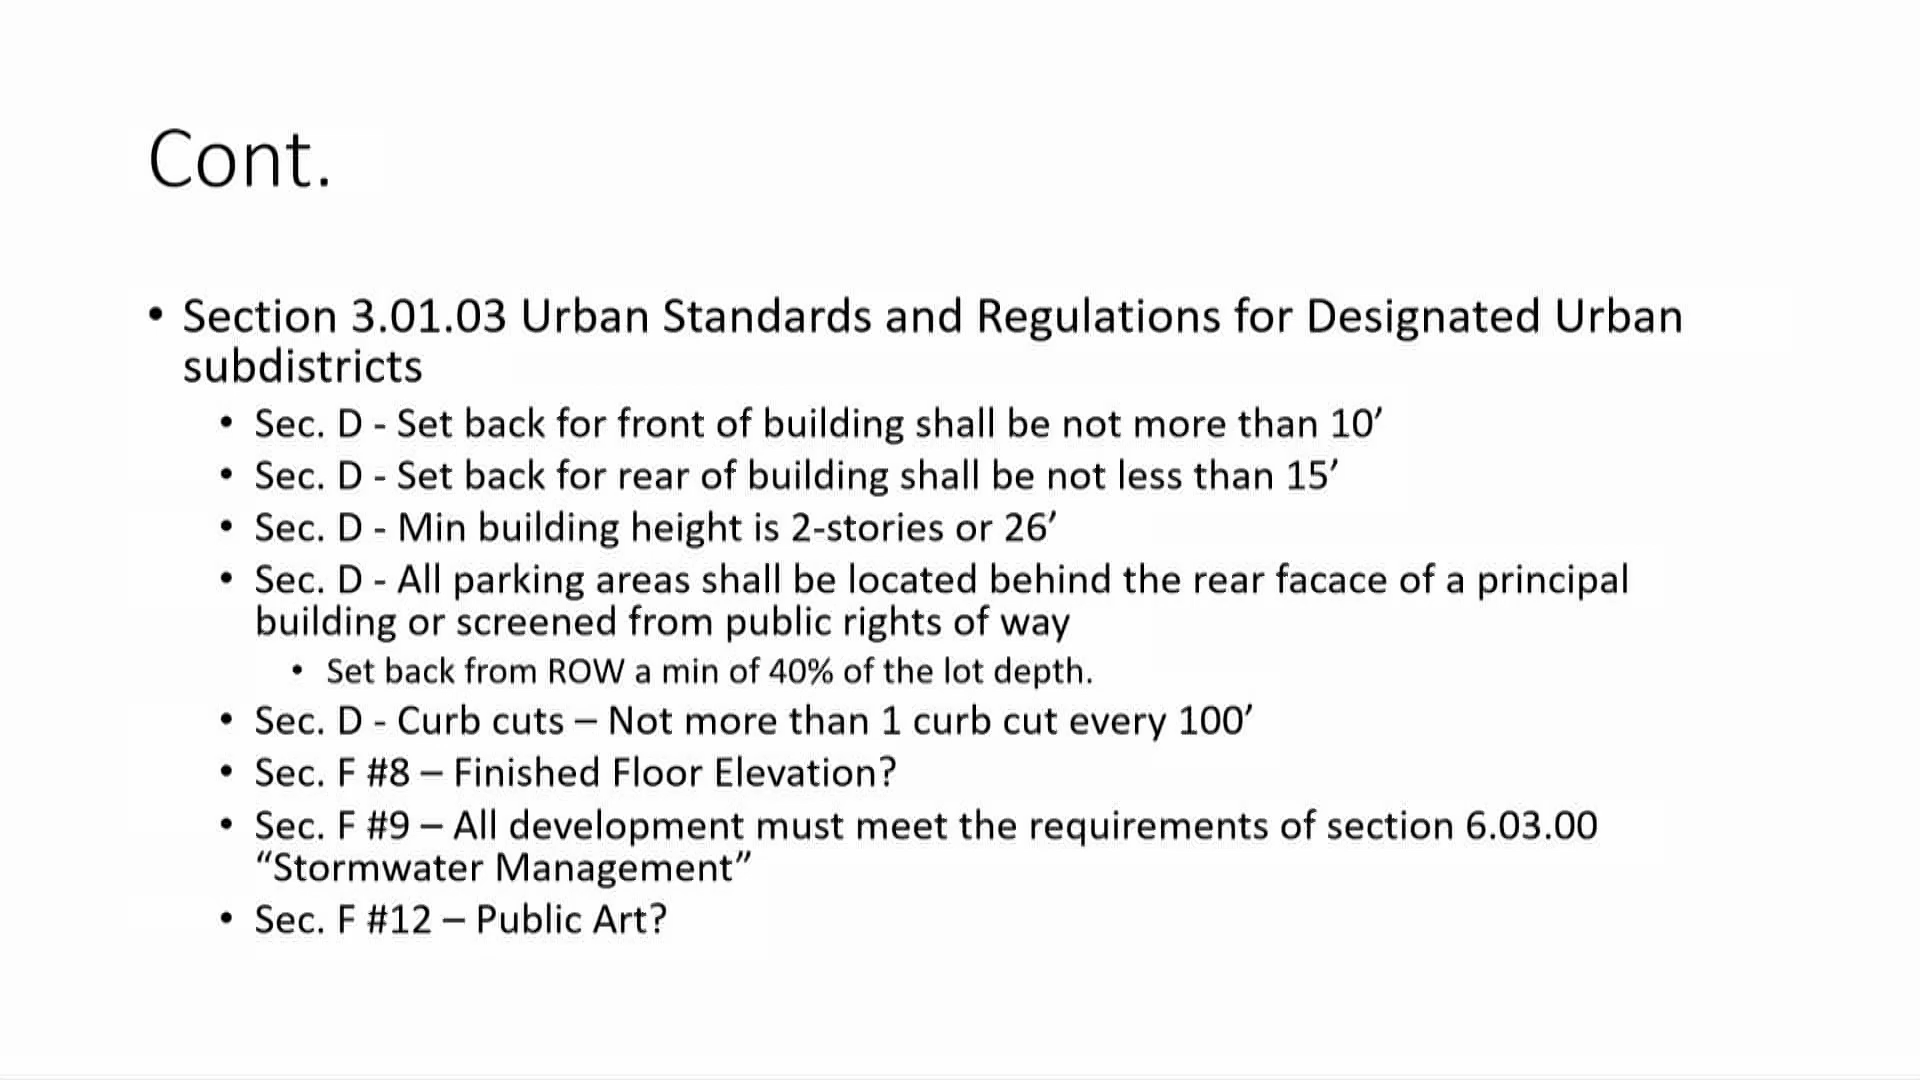 Cont.
• Section 3.01.03 Urban Standards and Regulations for Designated Urban
subdistricts
• Sec. D - Set back for front of building shall be not more than 10′
• Sec. D - Set back for rear of building shall be not less than 15′
• Sec. D - Min building height is 2-stories or 26′
• Sec. D - All parking areas shall be located behind the rear facace of a principal
building or screened from public rights of way
• Set back from ROW a min of 40% of the lot depth.
• Sec. D - Curb cuts – Not more than 1 curb cut every 100′
• Sec. F #8 – Finished Floor Elevation?
• Sec. F #9 – All development must meet the requirements of section 6.03.00
“Stormwater Management”
• Sec. F #12 – Public Art?